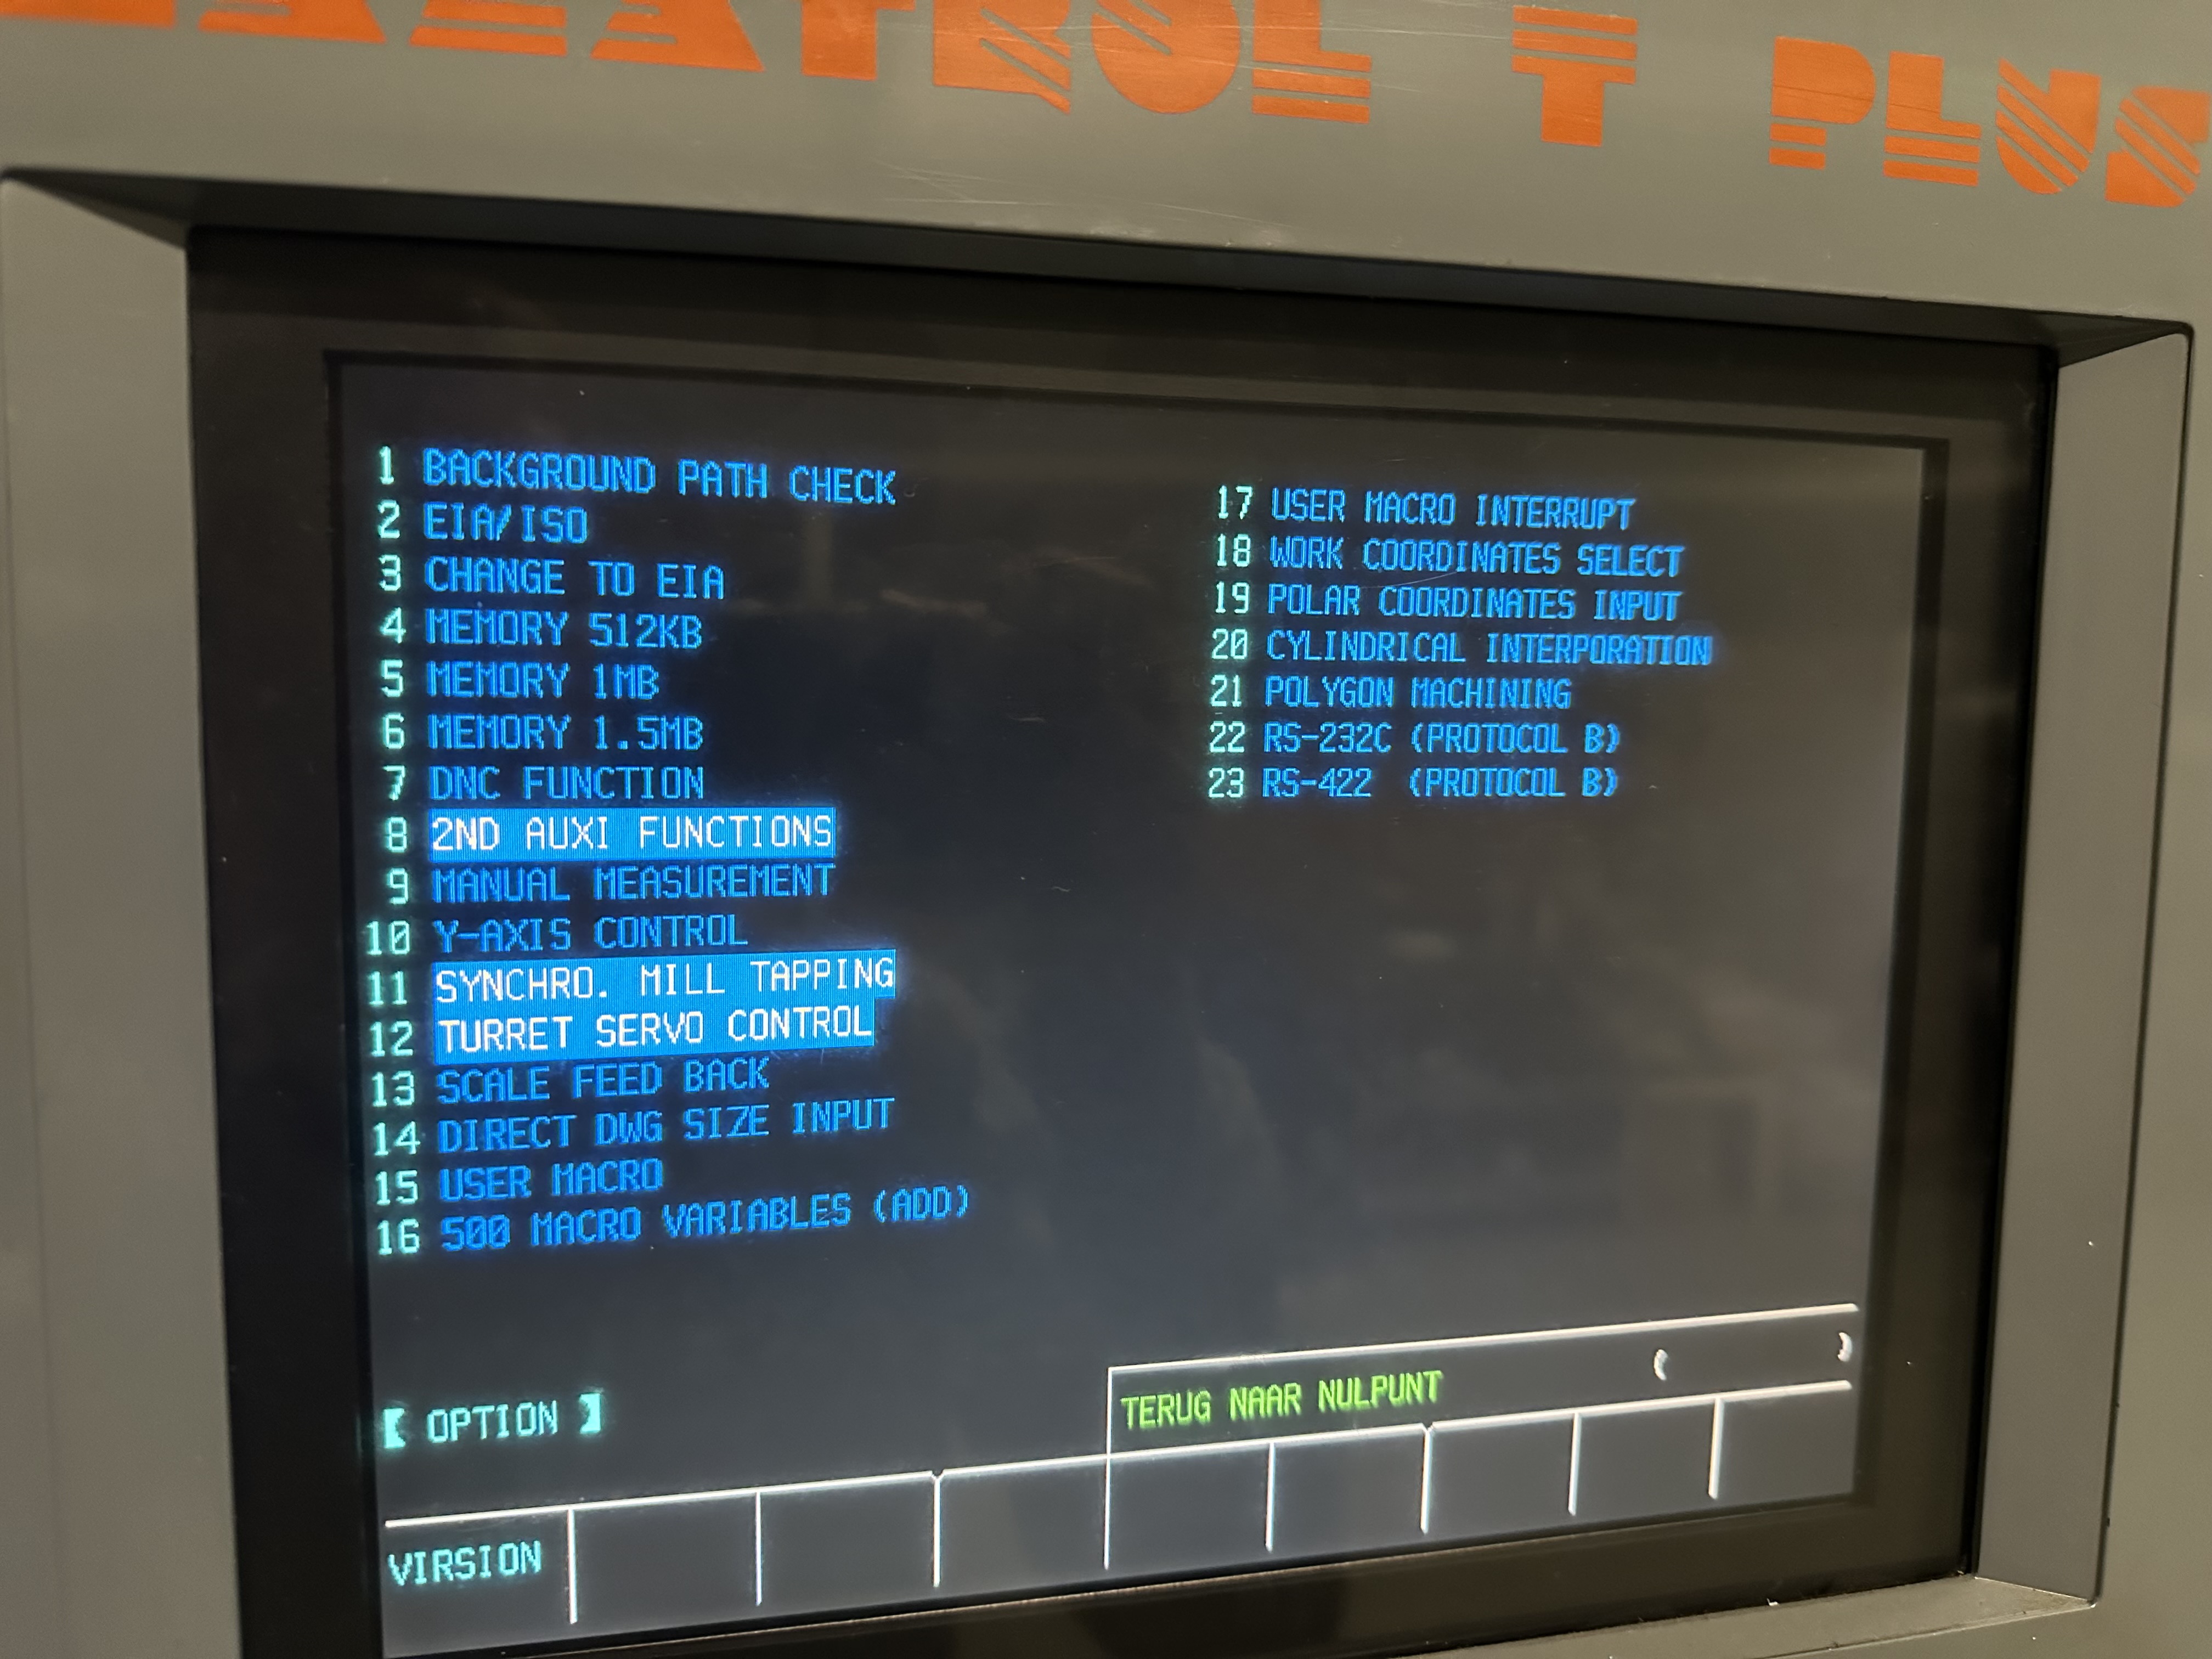 MAZATROL T PLUS
1 BACKGROUND PATH CHECK
2 EIA/ISO
3 CHANGE TO EIA
4 MEMORY 512KB
5 MEMORY 1MB
6 MEMORY 1.5MB
7 DNC FUNCTION
8 2ND AUXI FUNCTIONS
9 MANUAL MEASUREMENT
10 Y-AXIS CONTROL
11 SYNCHRO. MILL TAPPING
12 TURRET SERVO CONTROL
13 SCALE FEED BACK
14 DIRECT DWG SIZE INPUT
15 USER MACRO
16 500 MACRO VARIABLES (ADD)
17 USER MACRO INTERRUPT
18 WORK COORDINATES SELECT
19 POLAR COORDINATES INPUT
20 CYLINDRICAL INTERPORATION
21 POLYGON MACHINING
22 RS-232C (PROTOCOL B)
23 RS-422 (PROTOCOL B)
【 OPTION 】
TERUG NAAR NULPUNT ( )
VIRSION